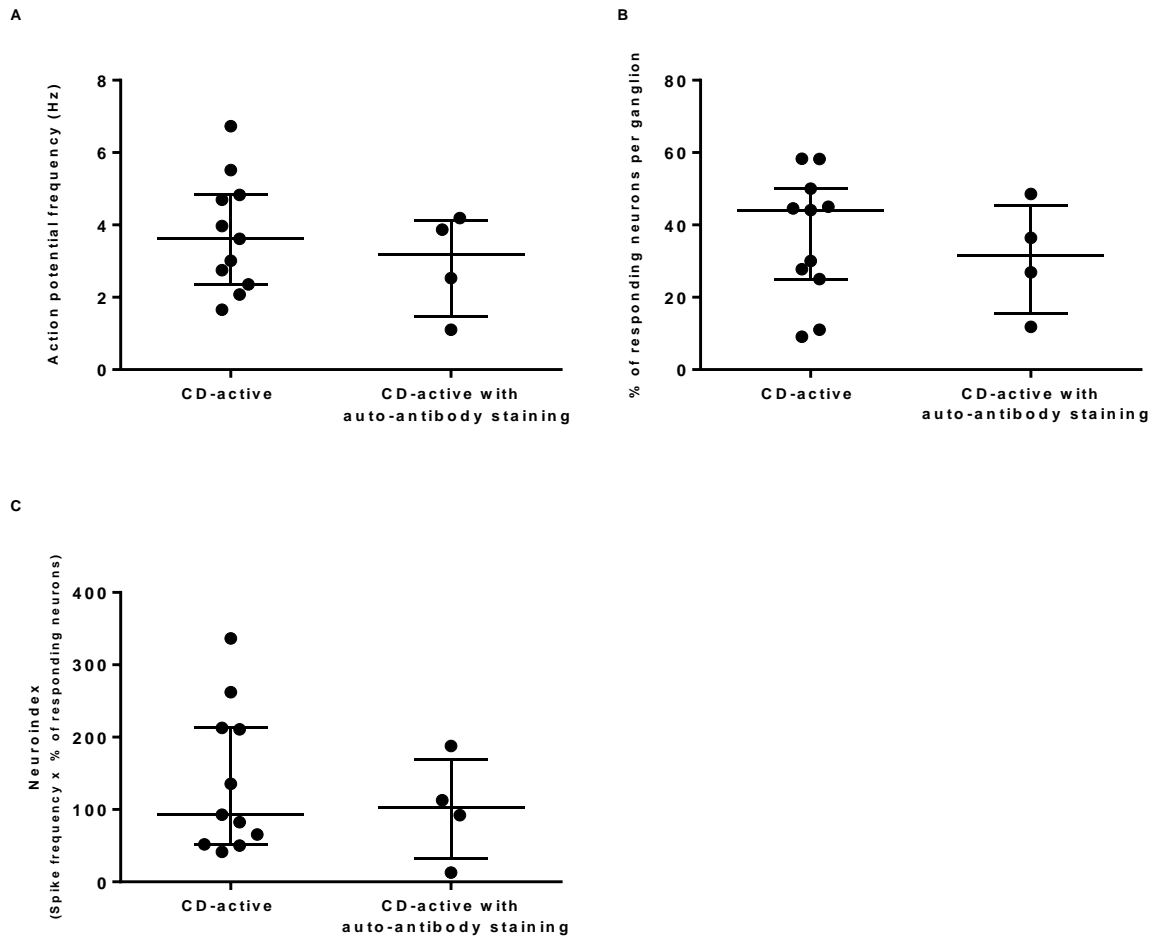 A
Action potential frequency (Hz)
8
6
4
2
0
CD-active
CD-active with
auto-antibody staining
B
% of responding neurons per ganglion
80
60
40
20
0
CD-active
CD-active with
auto-antibody staining
C
Neuroindex
(Spike frequency x % of responding neurons)
400
300
200
100
0
CD-active
CD-active with
auto-antibody staining